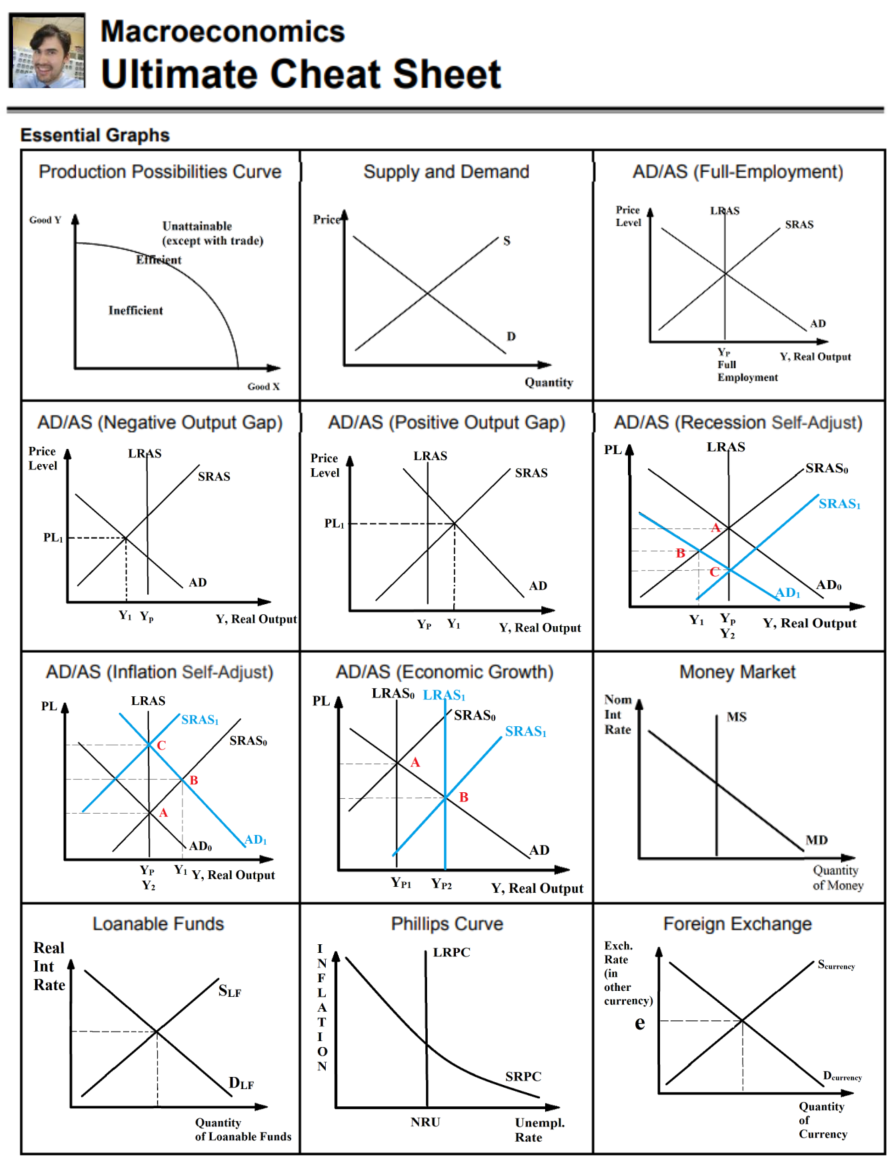 Macroeconomics
Ultimate Cheat Sheet
Essential Graphs
Production Possibilities Curve
Good Y
Unattainable
(except with trade)
Efficient
Inefficient
Good X
Supply and Demand
Price
S
D
Quantity
AD/AS (Full-Employment)
Price
Level
LRAS
SRAS
AD
YP
Full
Employment
Y, Real Output
AD/AS (Negative Output Gap)
Price
Level
LRAS
SRAS
PL1
AD
Y1 YP
Y, Real Output
AD/AS (Positive Output Gap)
Price
Level
LRAS
SRAS
PL1
AD
YP Y1
Y, Real Output
AD/AS (Recession Self-Adjust)
PL
LRAS
SRAS0
SRAS1
A
B
C
AD0
AD1
Y1 YP
Y2
Y, Real Output
AD/AS (Inflation Self-Adjust)
PL
LRAS
SRAS1
SRAS0
C
B
A
AD0
AD1
YP Y1
Y2
Y, Real Output
AD/AS (Economic Growth)
PL
LRAS0 LRAS1
SRAS0
SRAS1
A
B
AD
YP1 YP2
Y, Real Output
Money Market
Nom
Int
Rate
MS
MD
Quantity
of Money
Loanable Funds
Real
Int
Rate
SLF
DLF
Quantity
of Loanable Funds
Phillips Curve
INFLATION
LRPC
SRPC
NRU
Unempl.
Rate
Foreign Exchange
Exch.
Rate
(in
other
currency)
e
Scurrency
Dcurrency
Quantity
of
Currency